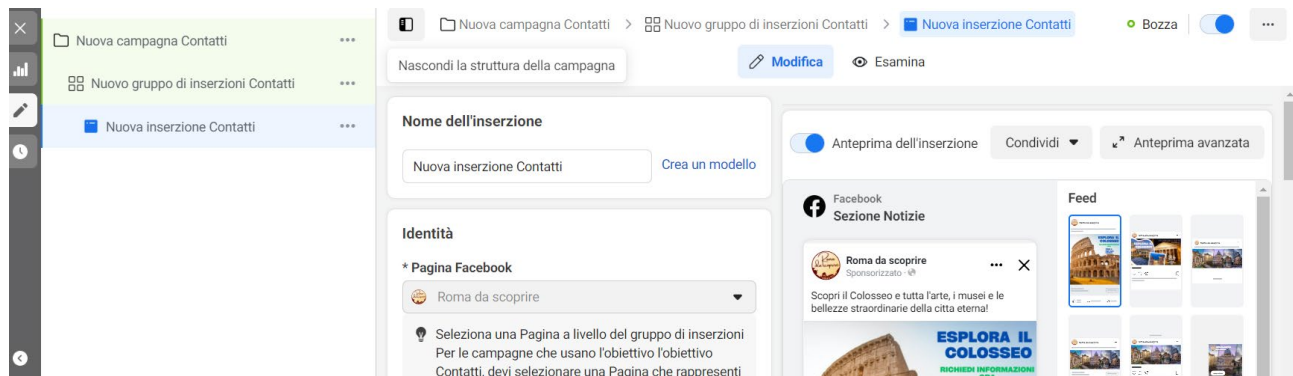 Nuova campagna Contatti
Nuovo gruppo di inserzioni Contatti
Nuova inserzione Contatti
Nuova campagna Contatti > Nuovo gruppo di inserzioni Contatti > Nuova inserzione Contatti
Bozza
Nascondi la struttura della campagna
Modifica
Esamina
Nome dell'inserzione
Nuova inserzione Contatti
Crea un modello
Identità
* Pagina Facebook
Roma da scoprire
Seleziona una Pagina a livello del gruppo di inserzioni
Per le campagne che usano l'obiettivo l'obiettivo
Contatti, devi selezionare una Pagina che rappresenti
Anteprima dell'inserzione
Condividi
Anteprima avanzata
Facebook
Sezione Notizie
Roma da scoprire
Sponsorizzato ·
Scopri il Colosseo e tutta l'arte, i musei e le
bellezze straordinarie della citta eterna!
ESPLORA IL
COLOSSEO
RICHIEDI INFORMAZIONI
Feed